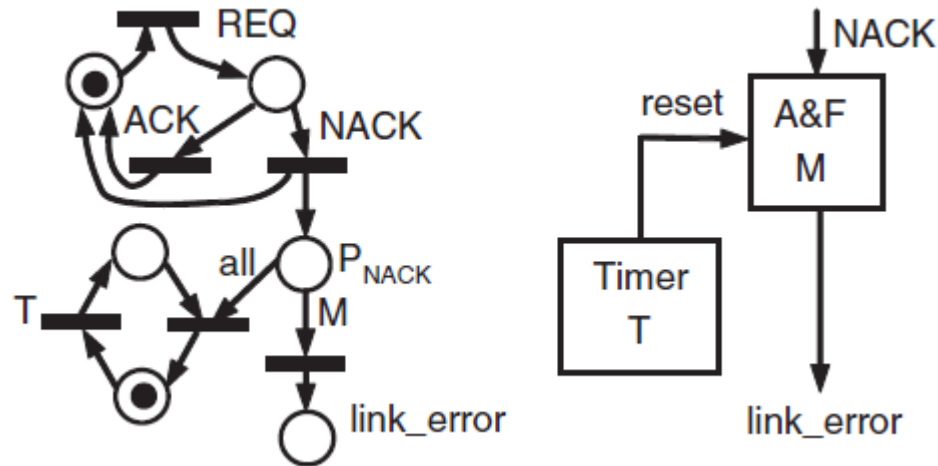 REQ
ACK
NACK
all
P_NACK
T
M
link_error
NACK
reset
A&F
M
Timer
T
link_error